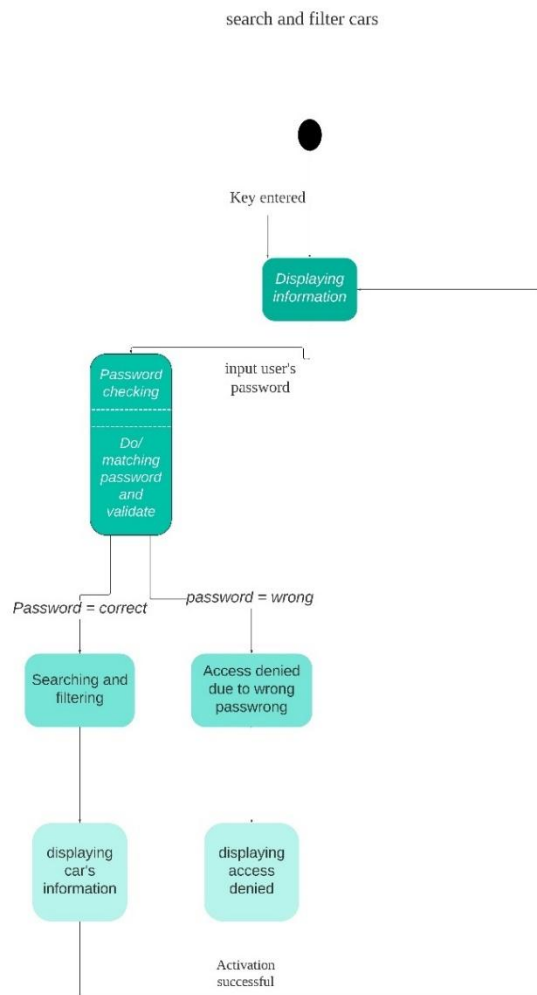 search and filter cars
Key entered
Displaying
information
input user's
password
Password
checking
Do/
matching
password
and
validate
Password = correct
password = wrong
Searching and
filtering
Access denied
due to wrong
passwrong
displaying
car's
information
displaying
access
denied
Activation
successful